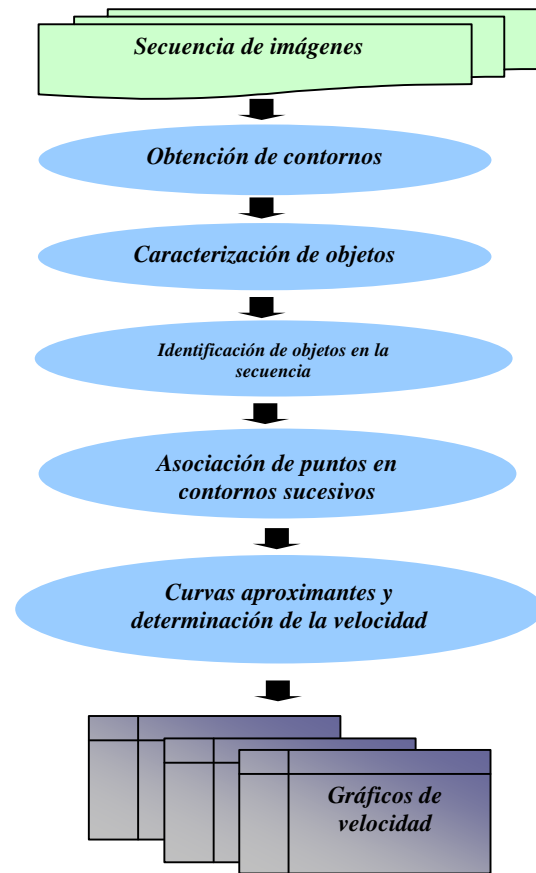 Secuencia de imágenes
Obtención de contornos
Caracterización de objetos
Identificación de objetos en la
secuencia
Asociación de puntos en
contornos sucesivos
Curvas aproximantes y
determinación de la velocidad
Gráficos de
velocidad